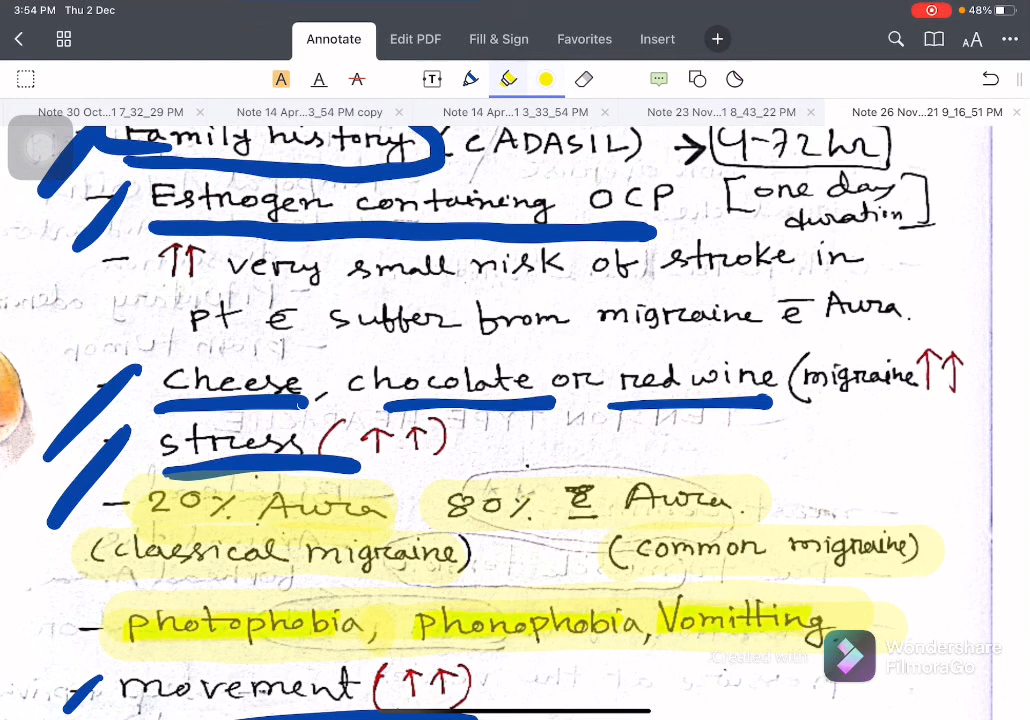 3:54 PM Thu 2 Dec 48%
Annotate Edit PDF Fill & Sign Favorites Insert
Note 30 Oct...1 7_32_29 PM Note 14 Apr...3_54 PM copy Note 14 Apr...1 3_33_54 PM Note 23 Nov...1 8_43_22 PM Note 26 Nov...21 9_16_51 PM
- Family history (CADASIL) → 4-72 hr
- Estrogen containing OCP [one day duration]
- ↑↑ very small risk of stroke in
pt c̄ suffer from migraine c̄ Aura.
- Cheese, chocolate or red wine (migraine ↑↑
- stress (↑↑)
- 20% Aura 80% c̄ Aura.
(classical migraine) (common migraine)
- photophobia, phonophobia, Vomitting
- movement (↑↑)
Created with
Wondershare
FilmoraGo